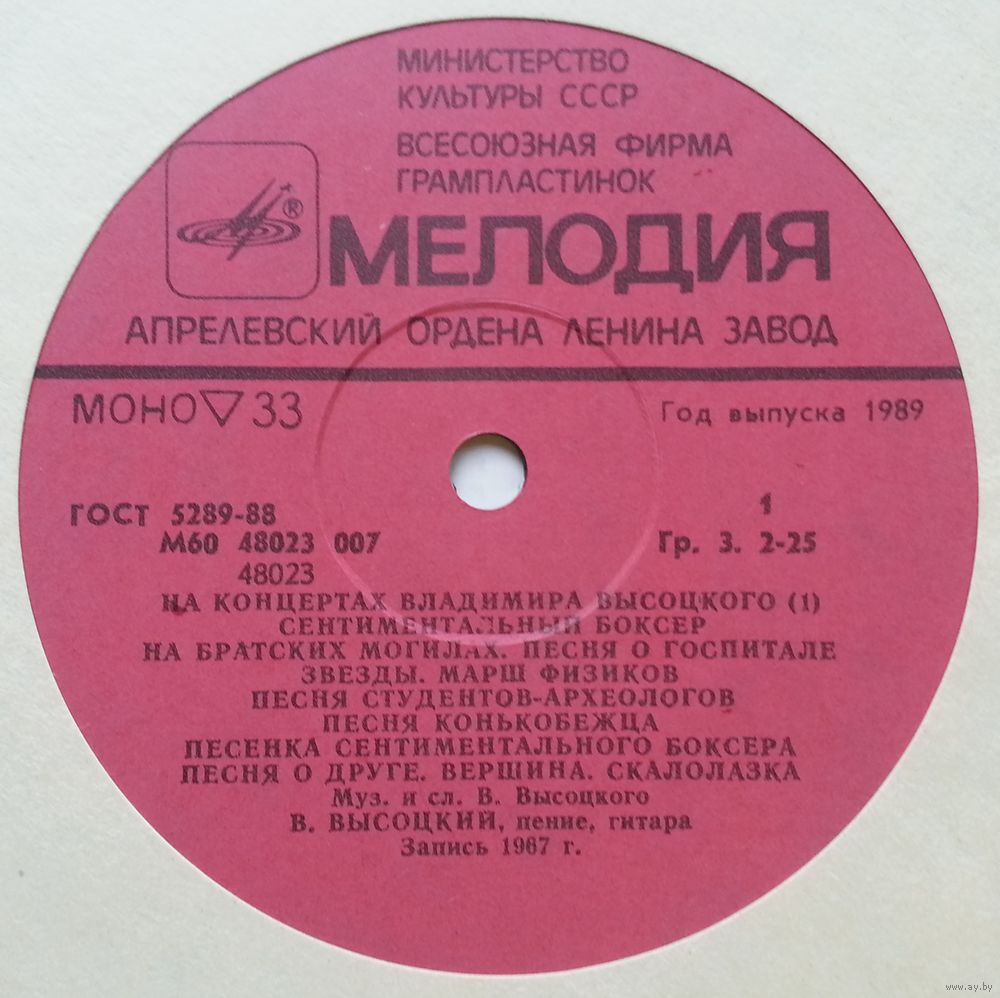 МИНИСТЕРСТВО
КУЛЬТУРЫ СССР
ВСЕСОЮЗНАЯ ФИРМА
ГРАМПЛАСТИНОК
®
МЕЛОДИЯ
АПРЕЛЕВСКИЙ ОРДЕНА ЛЕНИНА ЗАВОД
МОНО ▽ 33
Год выпуска 1989
ГОСТ 5289-88
1
М60 48023 007
Гр. 3. 2-25
48023
НА КОНЦЕРТАХ ВЛАДИМИРА ВЫСОЦКОГО (1)
СЕНТИМЕНТАЛЬНЫЙ БОКСЕР
НА БРАТСКИХ МОГИЛАХ. ПЕСНЯ О ГОСПИТАЛЕ
ЗВЕЗДЫ. МАРШ ФИЗИКОВ
ПЕСНЯ СТУДЕНТОВ-АРХЕОЛОГОВ
ПЕСНЯ КОНЬКОБЕЖЦА
ПЕСЕНКА СЕНТИМЕНТАЛЬНОГО БОКСЕРА
ПЕСНЯ О ДРУГЕ. ВЕРШИНА. СКАЛОЛАЗКА
Муз. и сл. В. Высоцкого
В. ВЫСОЦКИЙ, пение, гитара
Запись 1967 г.
www.ay.by